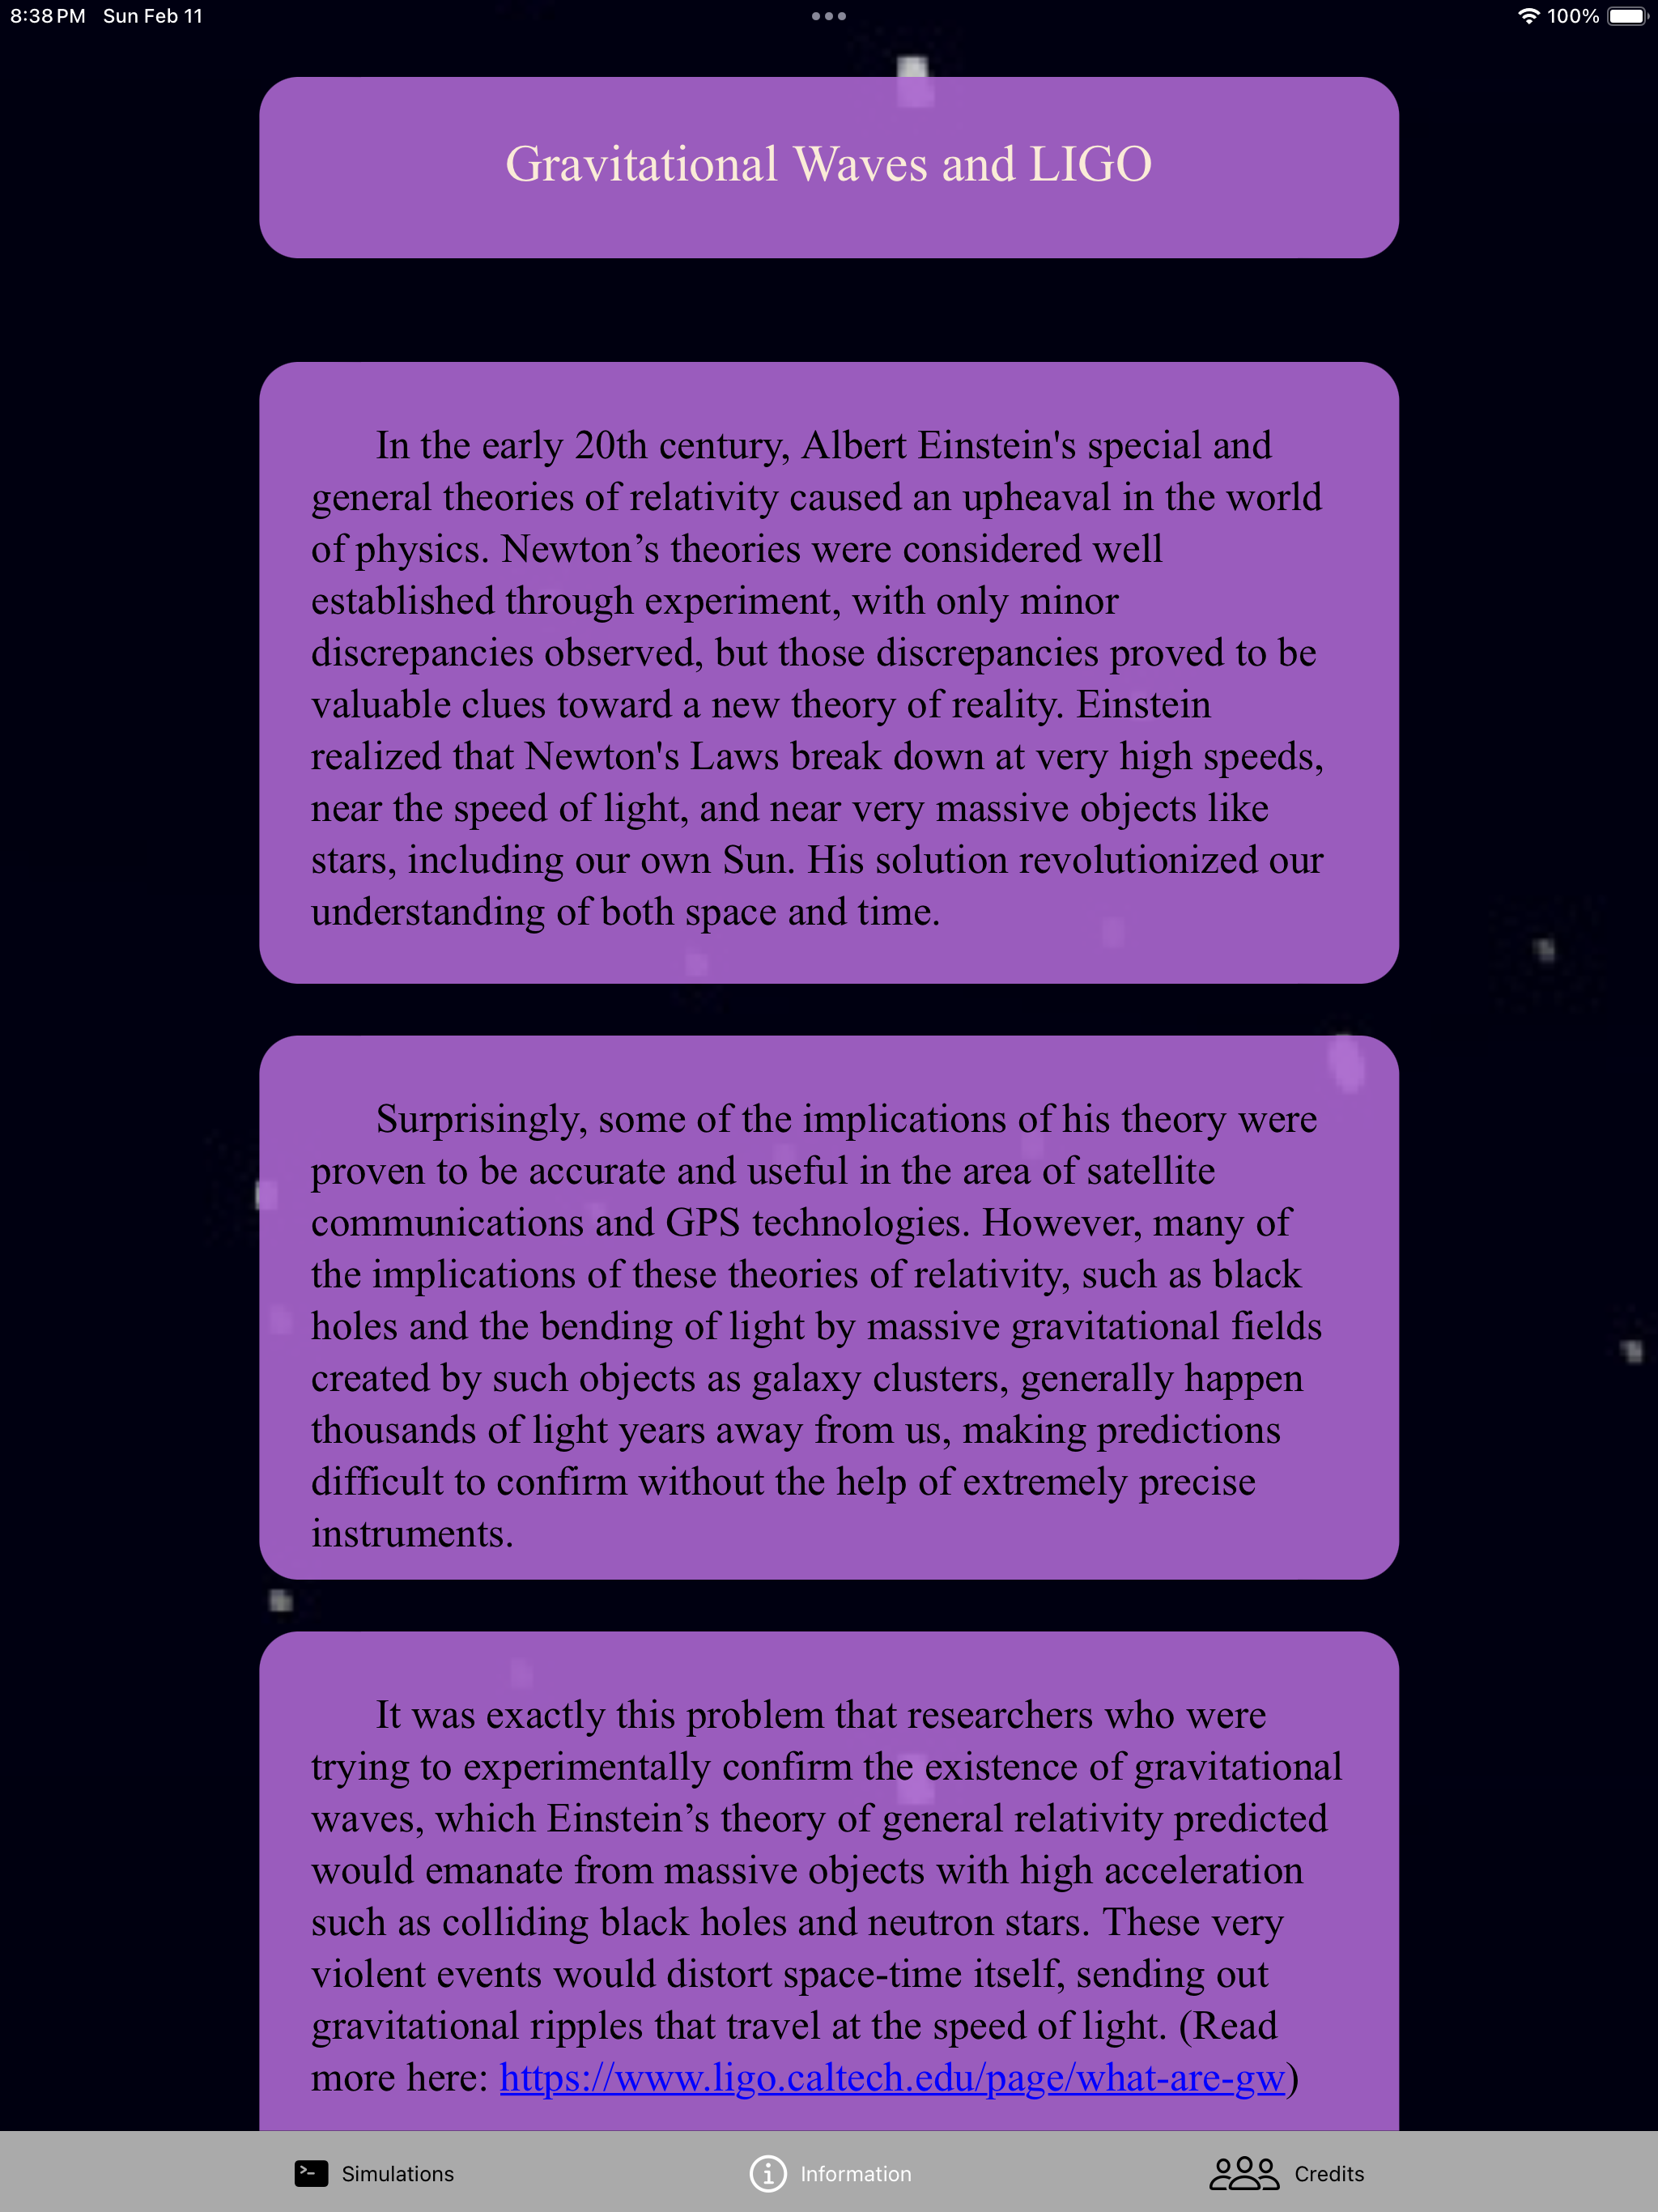 8:38 PM Sun Feb 11
100%
Gravitational Waves and LIGO
In the early 20th century, Albert Einstein's special and
general theories of relativity caused an upheaval in the world
of physics. Newton’s theories were considered well
established through experiment, with only minor
discrepancies observed, but those discrepancies proved to be
valuable clues toward a new theory of reality. Einstein
realized that Newton's Laws break down at very high speeds,
near the speed of light, and near very massive objects like
stars, including our own Sun. His solution revolutionized our
understanding of both space and time.
Surprisingly, some of the implications of his theory were
proven to be accurate and useful in the area of satellite
communications and GPS technologies. However, many of
the implications of these theories of relativity, such as black
holes and the bending of light by massive gravitational fields
created by such objects as galaxy clusters, generally happen
thousands of light years away from us, making predictions
difficult to confirm without the help of extremely precise
instruments.
It was exactly this problem that researchers who were
trying to experimentally confirm the existence of gravitational
waves, which Einstein’s theory of general relativity predicted
would emanate from massive objects with high acceleration
such as colliding black holes and neutron stars. These very
violent events would distort space-time itself, sending out
gravitational ripples that travel at the speed of light. (Read
more here: https://www.ligo.caltech.edu/page/what-are-gw)
Simulations
Information
Credits